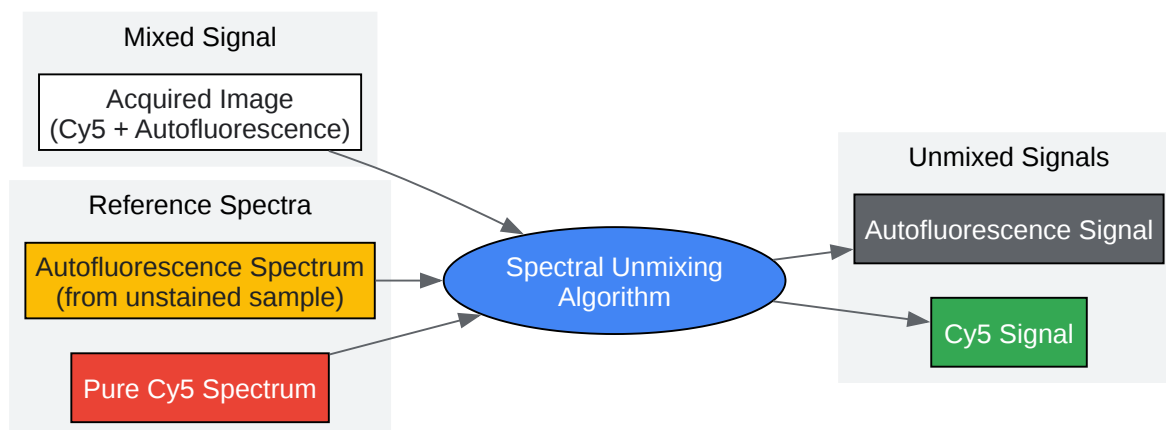 Mixed Signal
Acquired Image
(Cy5 + Autofluorescence)
Reference Spectra
Autofluorescence Spectrum
(from unstained sample)
Pure Cy5 Spectrum
Spectral Unmixing
Algorithm
Unmixed Signals
Autofluorescence Signal
Cy5 Signal